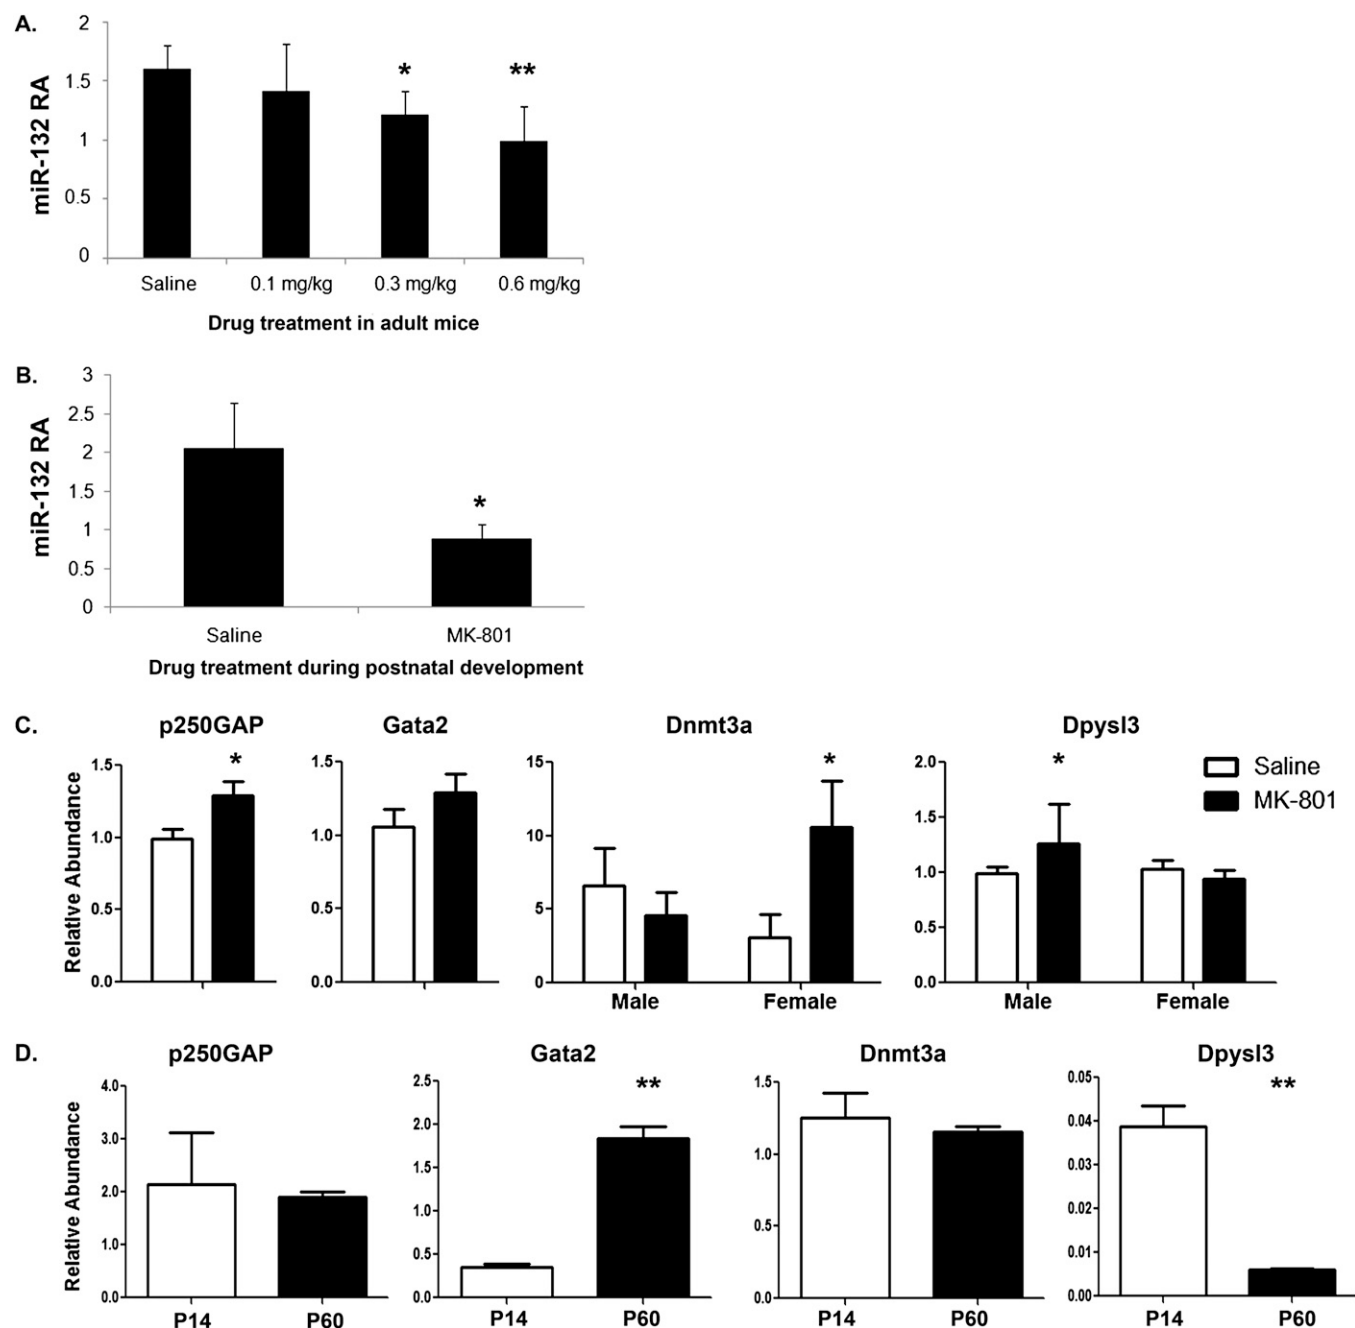 A.
miR-132 RA
2
1.5
1
0.5
0
*
**
Saline
0.1 mg/kg
0.3 mg/kg
0.6 mg/kg
Drug treatment in adult mice
B.
miR-132 RA
3
2.5
2
1.5
1
0.5
0
*
Saline
MK-801
Drug treatment during postnatal development
C.
p250GAP
Gata2
Dnmt3a
Dpysl3
Relative Abundance
1.5
1.0
0.5
0.0
*
1.5
1.0
0.5
0.0
15
10
5
0
*
Male
Female
2.0
1.5
1.0
0.5
0.0
*
Male
Female
Saline
MK-801
D.
p250GAP
Gata2
Dnmt3a
Dpysl3
Relative Abundance
4.0
3.0
2.0
1.0
0.0
P14
P60
2.5
2.0
1.5
1.0
0.5
0.0
**
P14
P60
1.5
1.0
0.5
0.0
P14
P60
0.05
0.04
0.03
0.02
0.01
0.00
**
P14
P60